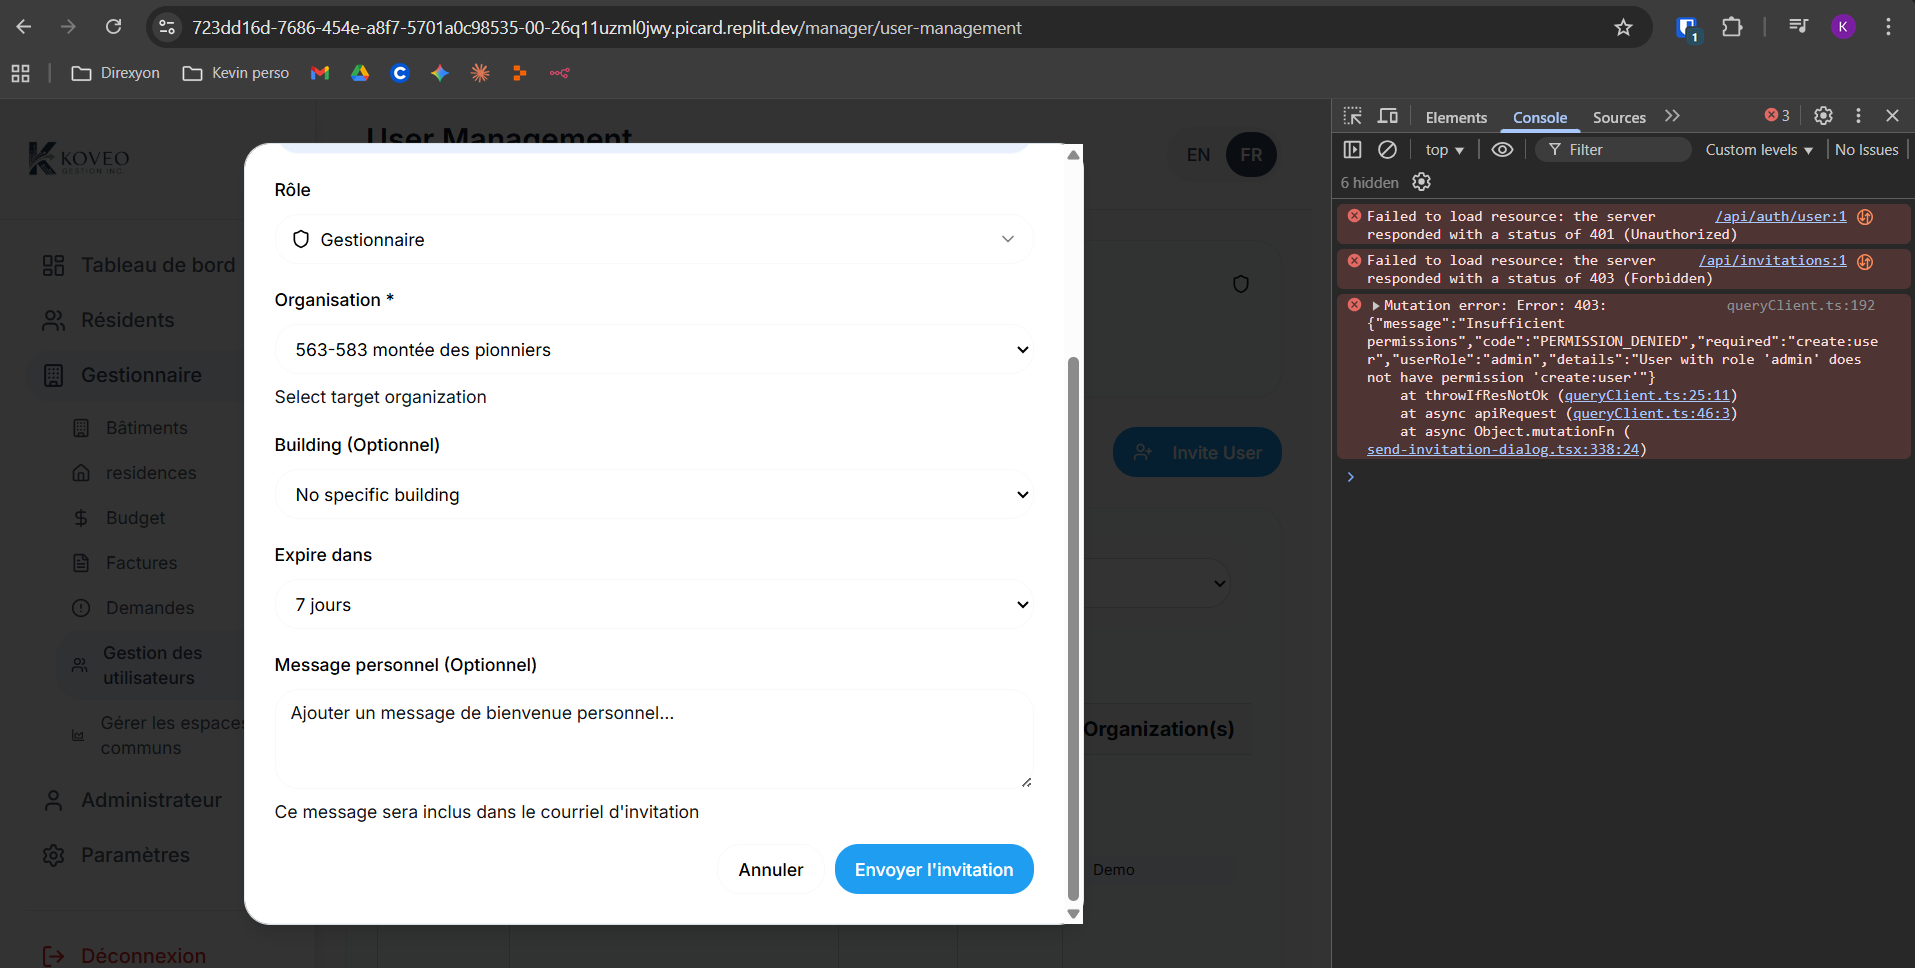 723dd16d-7686-454e-a8f7-5701a0c98535-00-26q11uzml0jwy.picard.replit.dev/manager/user-management
1
K
Direxyon
Kevin perso
KOVEO
GESTION INC.
User Management
EN
FR
Tableau de bord
Résidents
Gestionnaire
Bâtiments
residences
Budget
Factures
Demandes
Gestion des
utilisateurs
Gérer les espaces
communs
Administrateur
Paramètres
Déconnexion
Invite User
Organization(s)
Demo
Rôle
Gestionnaire
Organisation *
563-583 montée des pionniers
Select target organization
Building (Optionnel)
No specific building
Expire dans
7 jours
Message personnel (Optionnel)
Ajouter un message de bienvenue personnel...
Ce message sera inclus dans le courriel d'invitation
Annuler
Envoyer l'invitation
Elements
Console
Sources
3
top
Filter
Custom levels
No Issues
6 hidden
Failed to load resource: the server /api/auth/user:1
responded with a status of 401 (Unauthorized)
Failed to load resource: the server /api/invitations:1
responded with a status of 403 (Forbidden)
Mutation error: Error: 403: queryClient.ts:192
{"message":"Insufficient
permissions","code":"PERMISSION_DENIED","required":"create:use
r","userRole":"admin","details":"User with role 'admin' does
not have permission 'create:user'"}
at throwIfResNotOk (queryClient.ts:25:11)
at async apiRequest (queryClient.ts:46:3)
at async Object.mutationFn (
send-invitation-dialog.tsx:338:24)